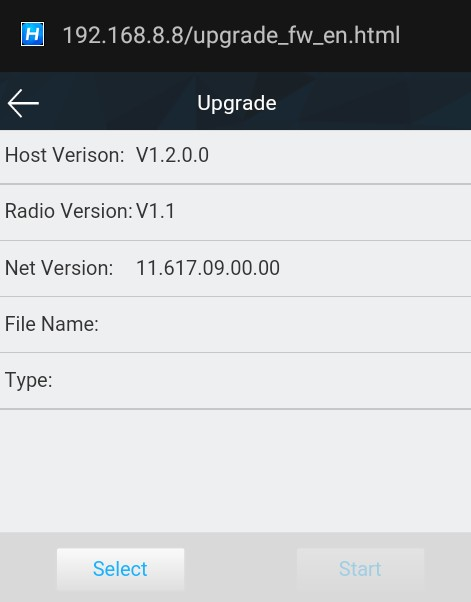 H 192.168.8.8/upgrade_fw_en.html
Upgrade
Host Verison: V1.2.0.0
Radio Version: V1.1
Net Version: 11.617.09.00.00
File Name:
Type:
Select Start